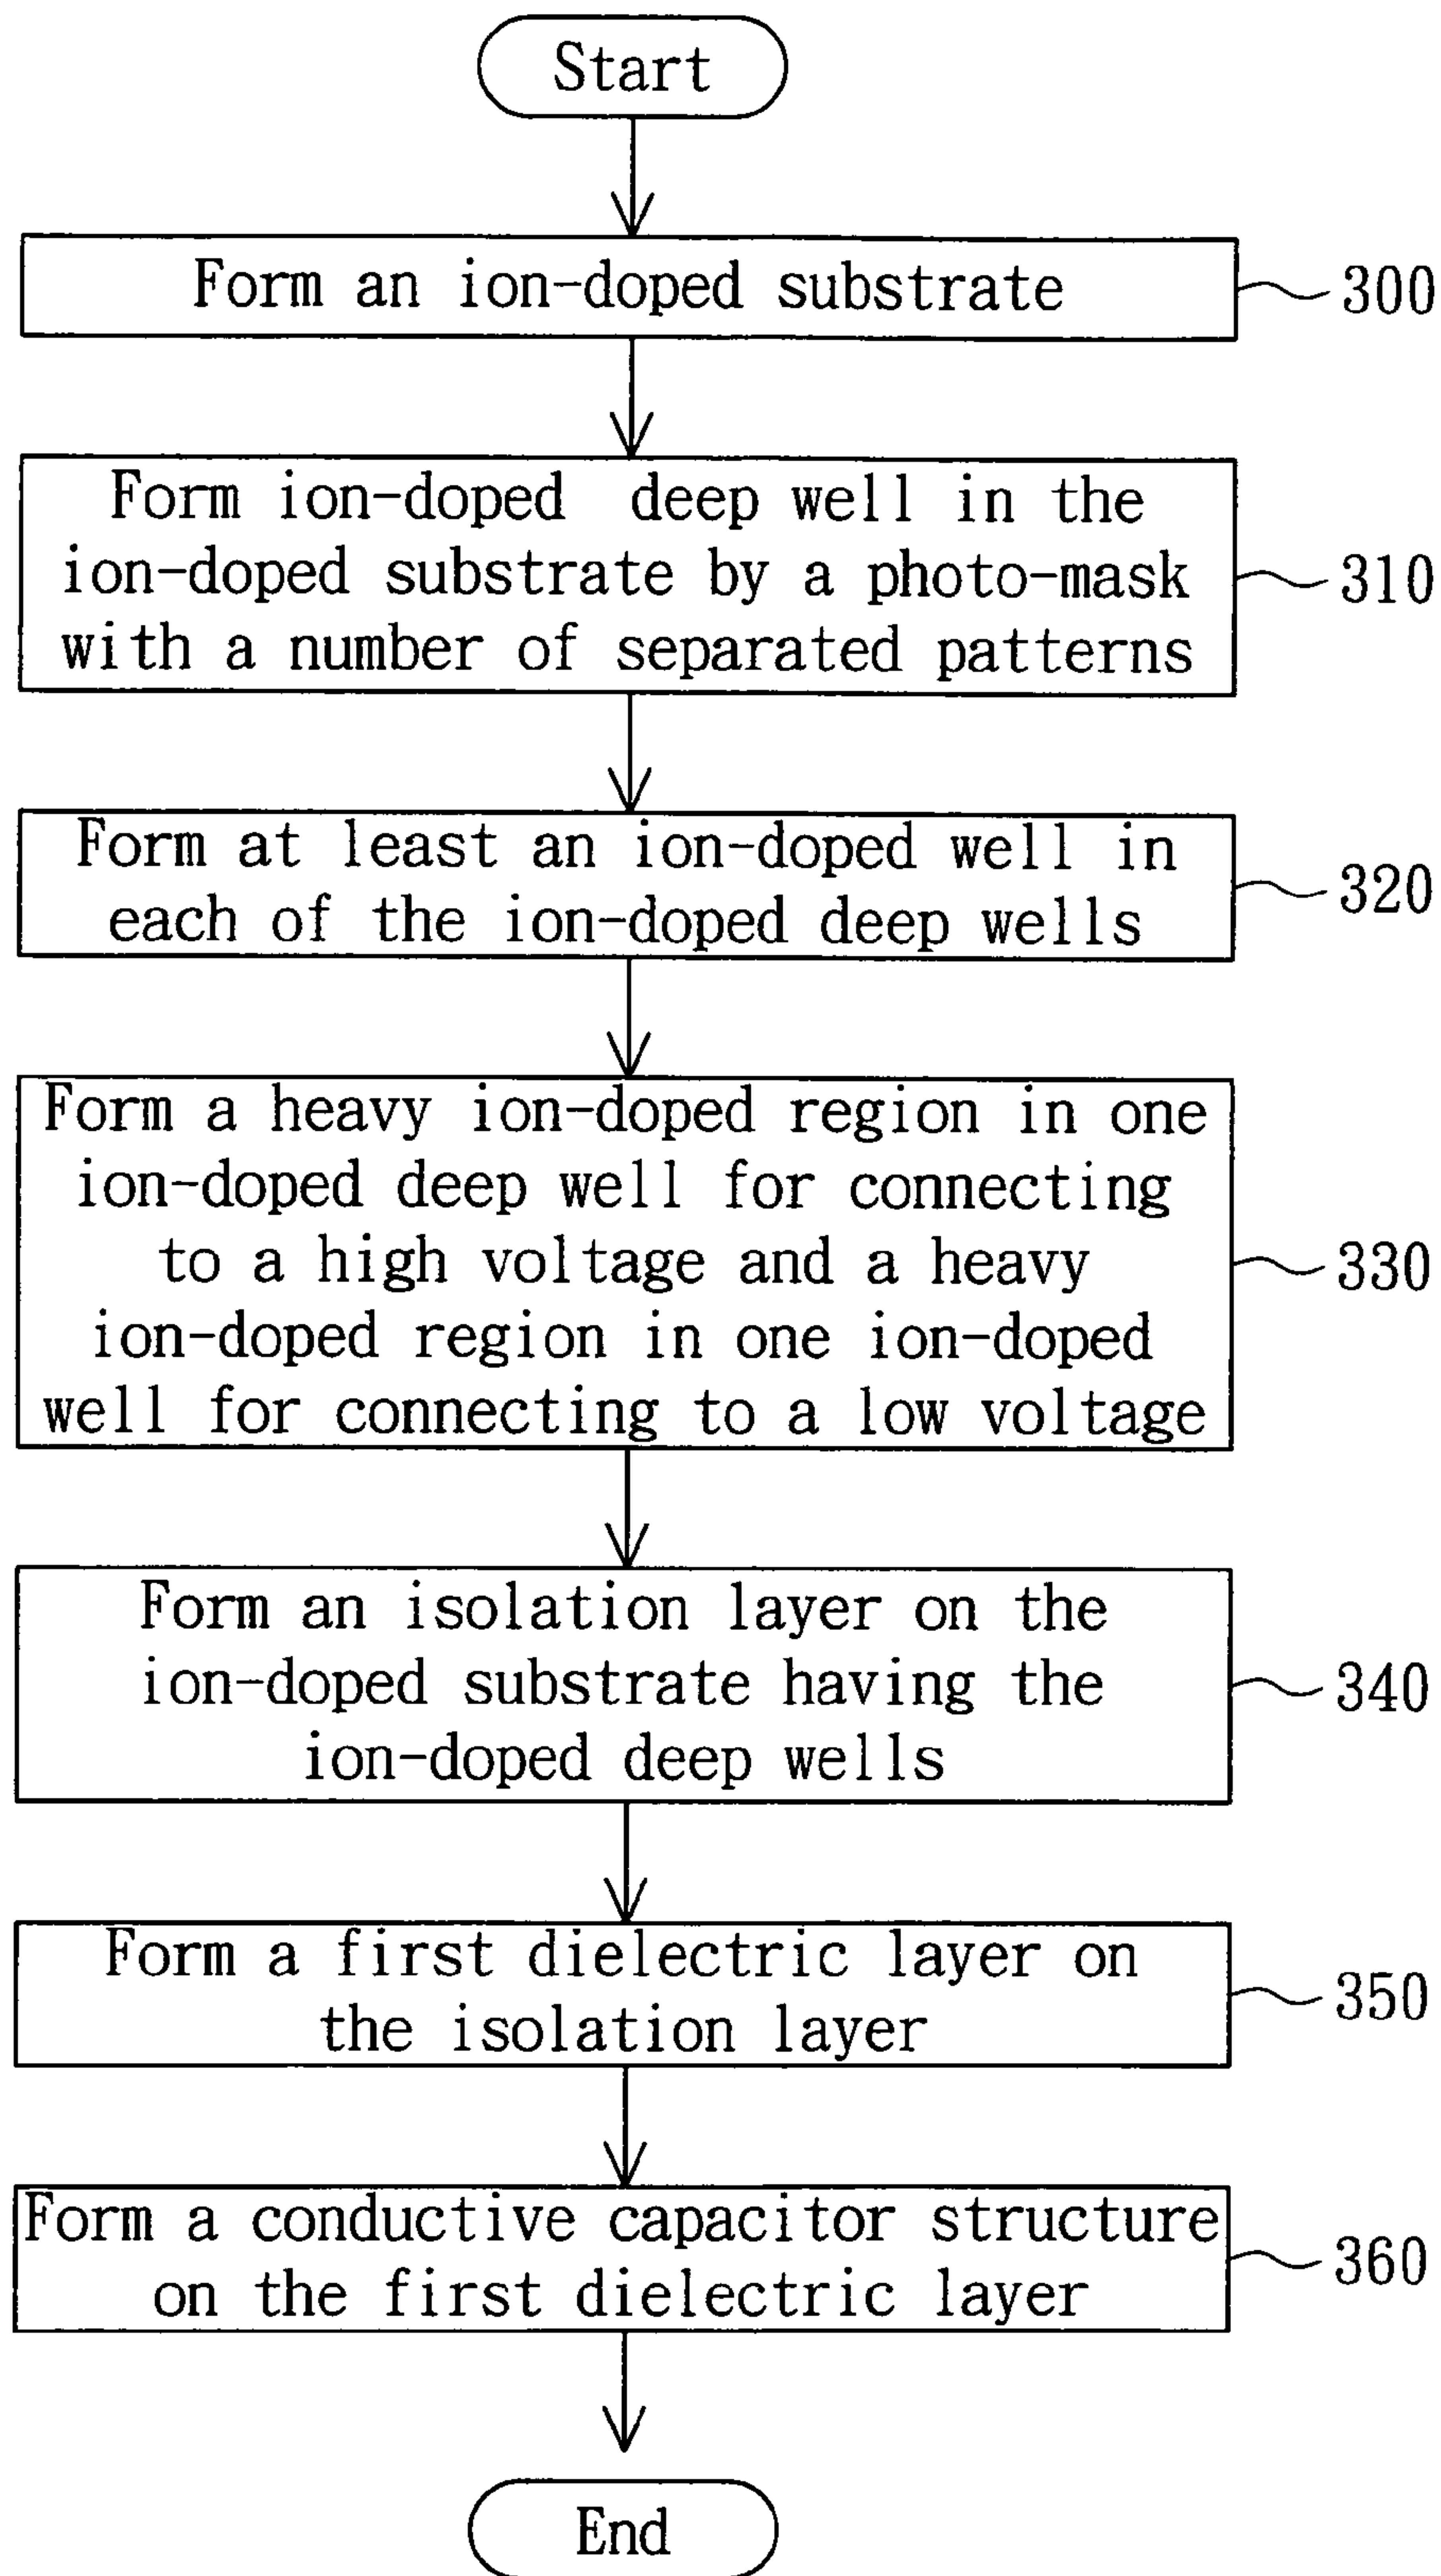 Start
Form an ion-doped substrate
300
Form ion-doped deep well in the
ion-doped substrate by a photo-mask
with a number of separated patterns
310
Form at least an ion-doped well in
each of the ion-doped deep wells
320
Form a heavy ion-doped region in one
ion-doped deep well for connecting
to a high voltage and a heavy
ion-doped region in one ion-doped
well for connecting to a low voltage
330
Form an isolation layer on the
ion-doped substrate having the
ion-doped deep wells
340
Form a first dielectric layer on
the isolation layer
350
Form a conductive capacitor structure
on the first dielectric layer
360
End